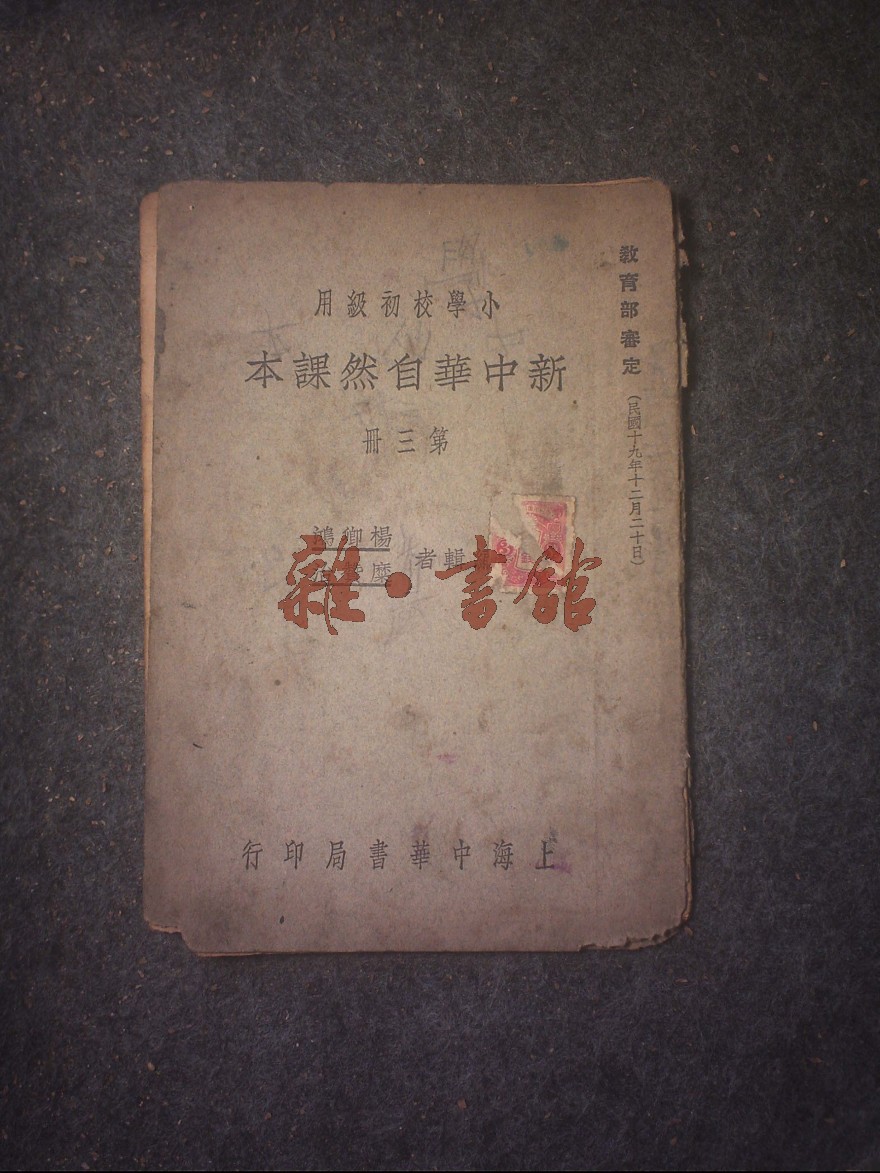 教育部審定（民國十九年十二月二十日）
小學校初級用
新中華自然課本
第三冊
輯者
楊卿鴻
糜
上海中華書局印行
雜·書館